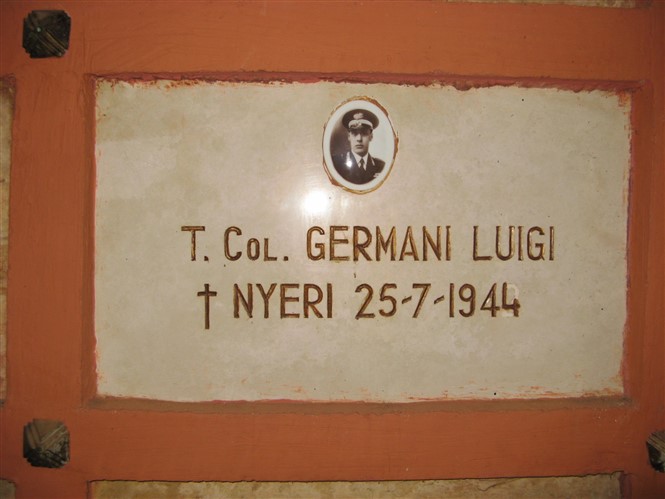 T. COL. GERMANI LUIGI
† NYERI 25-7-1944